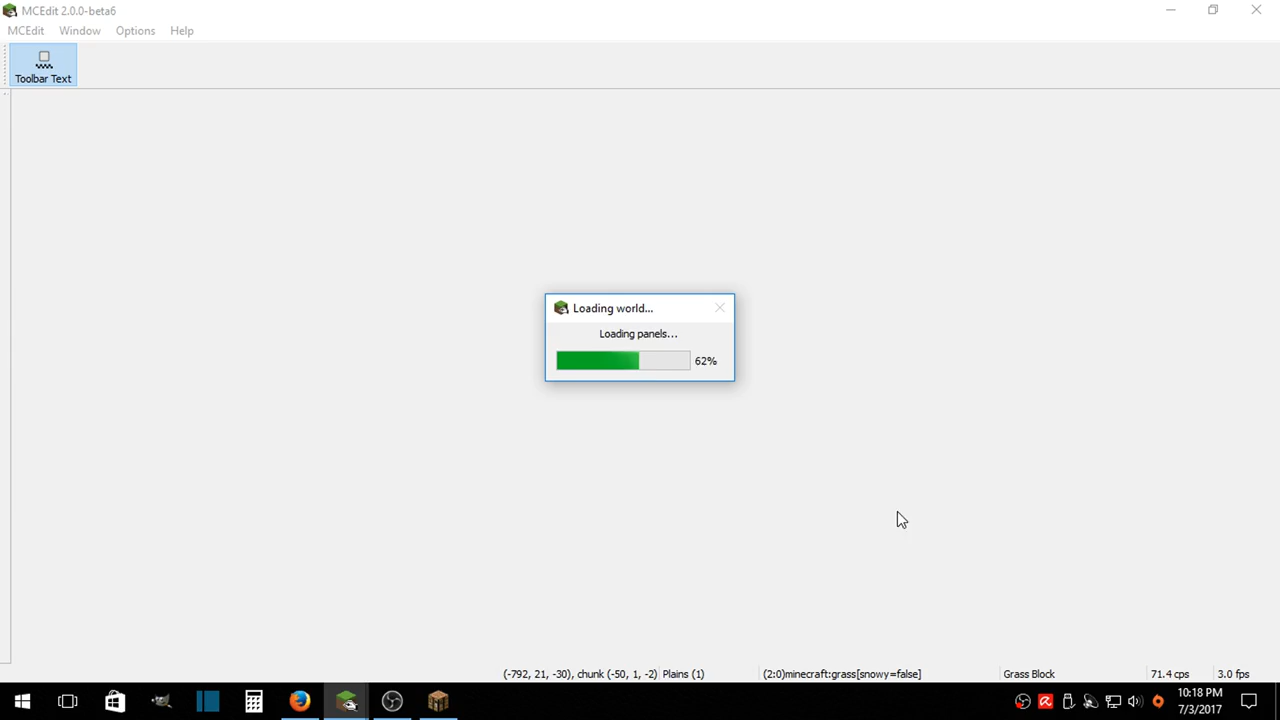 MCEdit 2.0.0-beta6
MCEdit Window Options Help
Toolbar Text
Loading world...
Loading panels...
62%
(-792, 21, -30), chunk (-50, 1, -2) Plains (1) (2:0)minecraft:grass[snowy=false] Grass Block 71.4 cps 3.0 fps
10:18 PM
7/3/2017